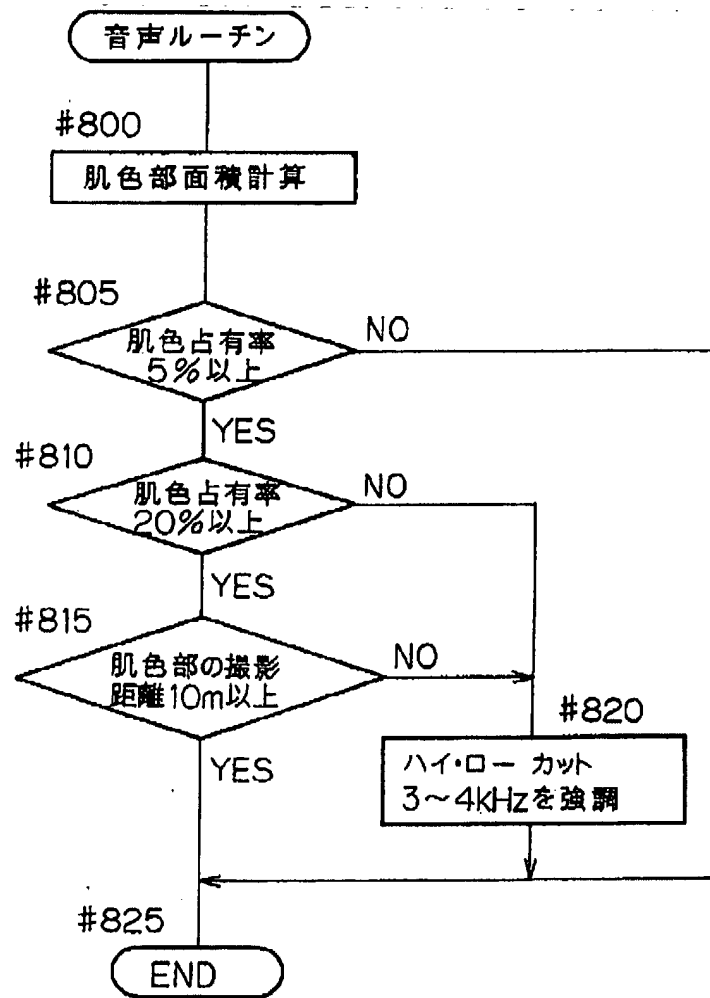 音声ルーチン
#800
肌色部面積計算
#805
肌色占有率
5%以上
NO
YES
#810
肌色占有率
20%以上
NO
YES
#815
肌色部の撮影
距離10m以上
NO
YES
#820
ハイ・ロー カット
3～4kHzを強調
#825
END